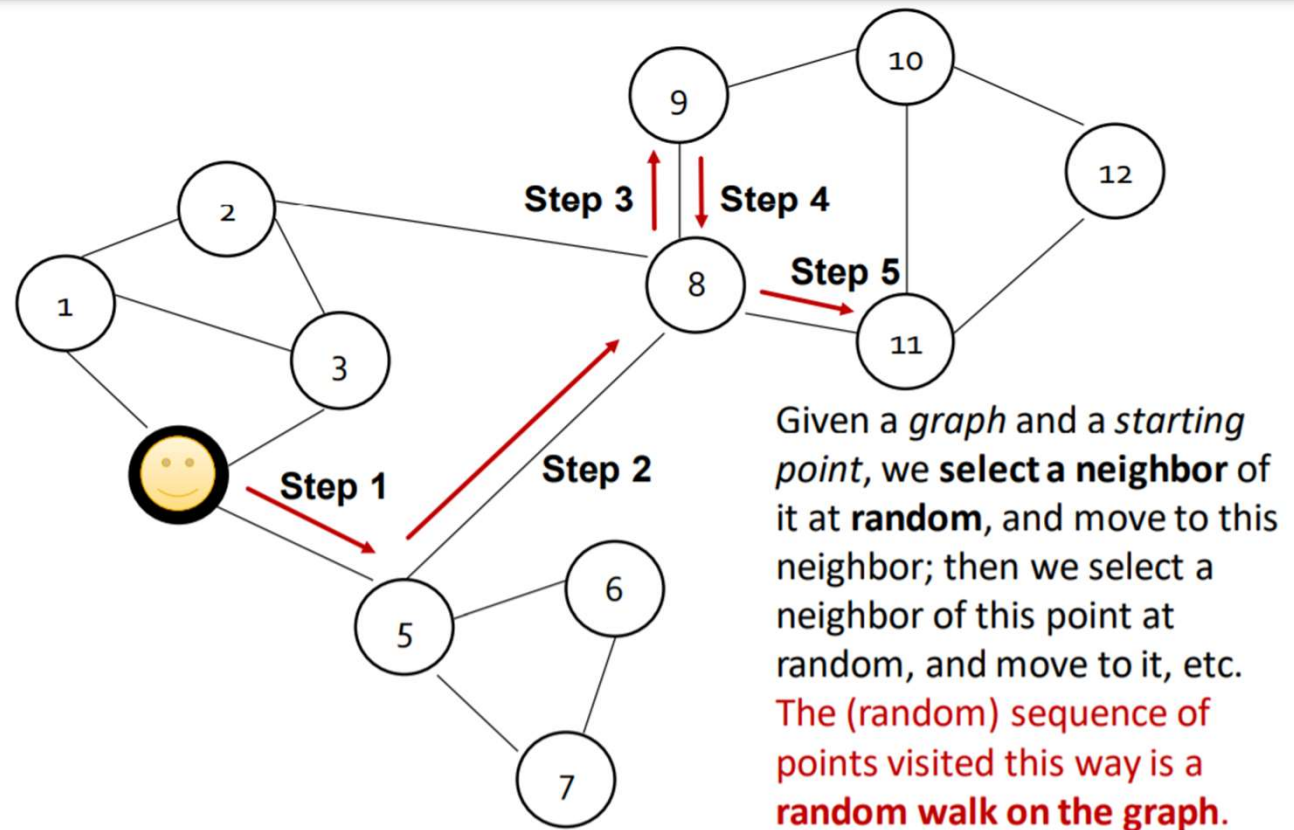 10
9
12
Step 3
Step 4
2
Step 5
8
1
11
3
Given a graph and a starting
point, we select a neighbor of
it at random, and move to this
neighbor; then we select a
neighbor of this point at
random, and move to it, etc.
The (random) sequence of
points visited this way is a
random walk on the graph.
Step 1
Step 2
6
5
7